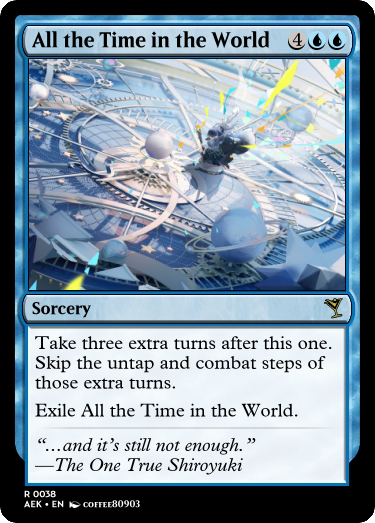 All the Time in the World 4
Sorcery
Take three extra turns after this one.
Skip the untap and combat steps of
those extra turns.
Exile All the Time in the World.
“…and it’s still not enough.”
—The One True Shiroyuki
R 0038
AEK • EN COFFEE80903